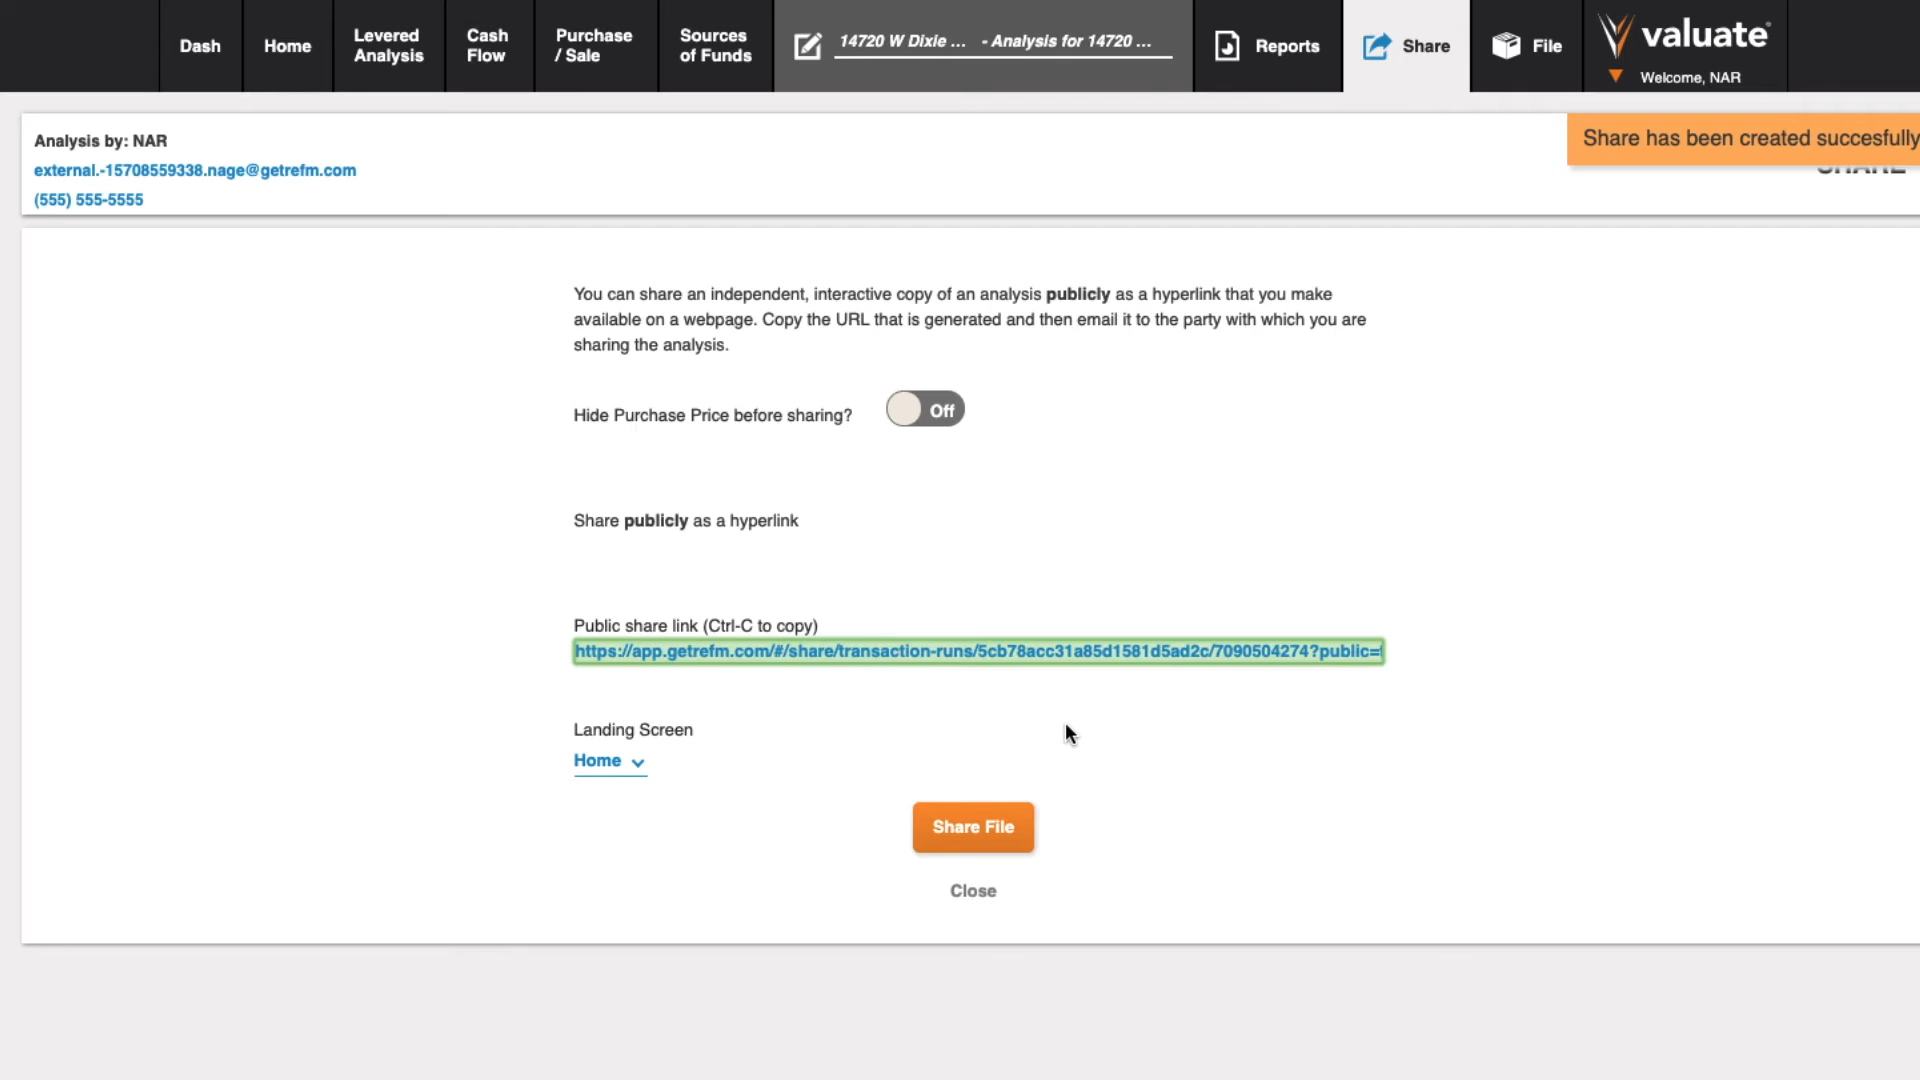 Dash
Home
Levered
Analysis
Cash
Flow
Purchase
/ Sale
Sources
of Funds
14720 W Dixie ... - Analysis for 14720 ...
Reports
Share
File
valuate®
Welcome, NAR
Analysis by: NAR
external.-15708559338.nage@getrefm.com
(555) 555-5555
Share has been created succesfully
SHARE
You can share an independent, interactive copy of an analysis publicly as a hyperlink that you make
available on a webpage. Copy the URL that is generated and then email it to the party with which you are
sharing the analysis.
Hide Purchase Price before sharing?
Off
Share publicly as a hyperlink
Public share link (Ctrl-C to copy)
https://app.getrefm.com/#/share/transaction-runs/5cb78acc31a85d1581d5ad2c/7090504274?public=
Landing Screen
Home
Share File
Close